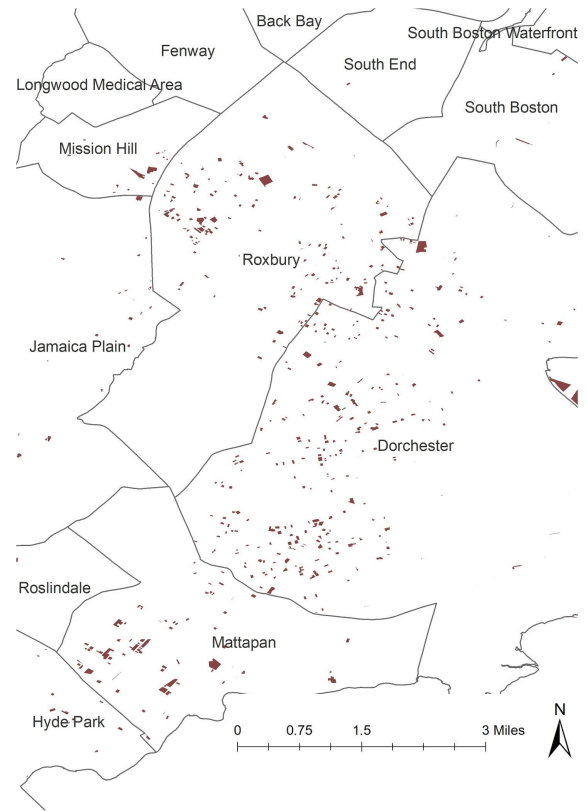 Back Bay
South Boston Waterfront
Fenway
South End
Longwood Medical Area
South Boston
Mission Hill
Roxbury
Jamaica Plain
Dorchester
Roslindale
Mattapan
Hyde Park
N
0 0.75 1.5 3 Miles